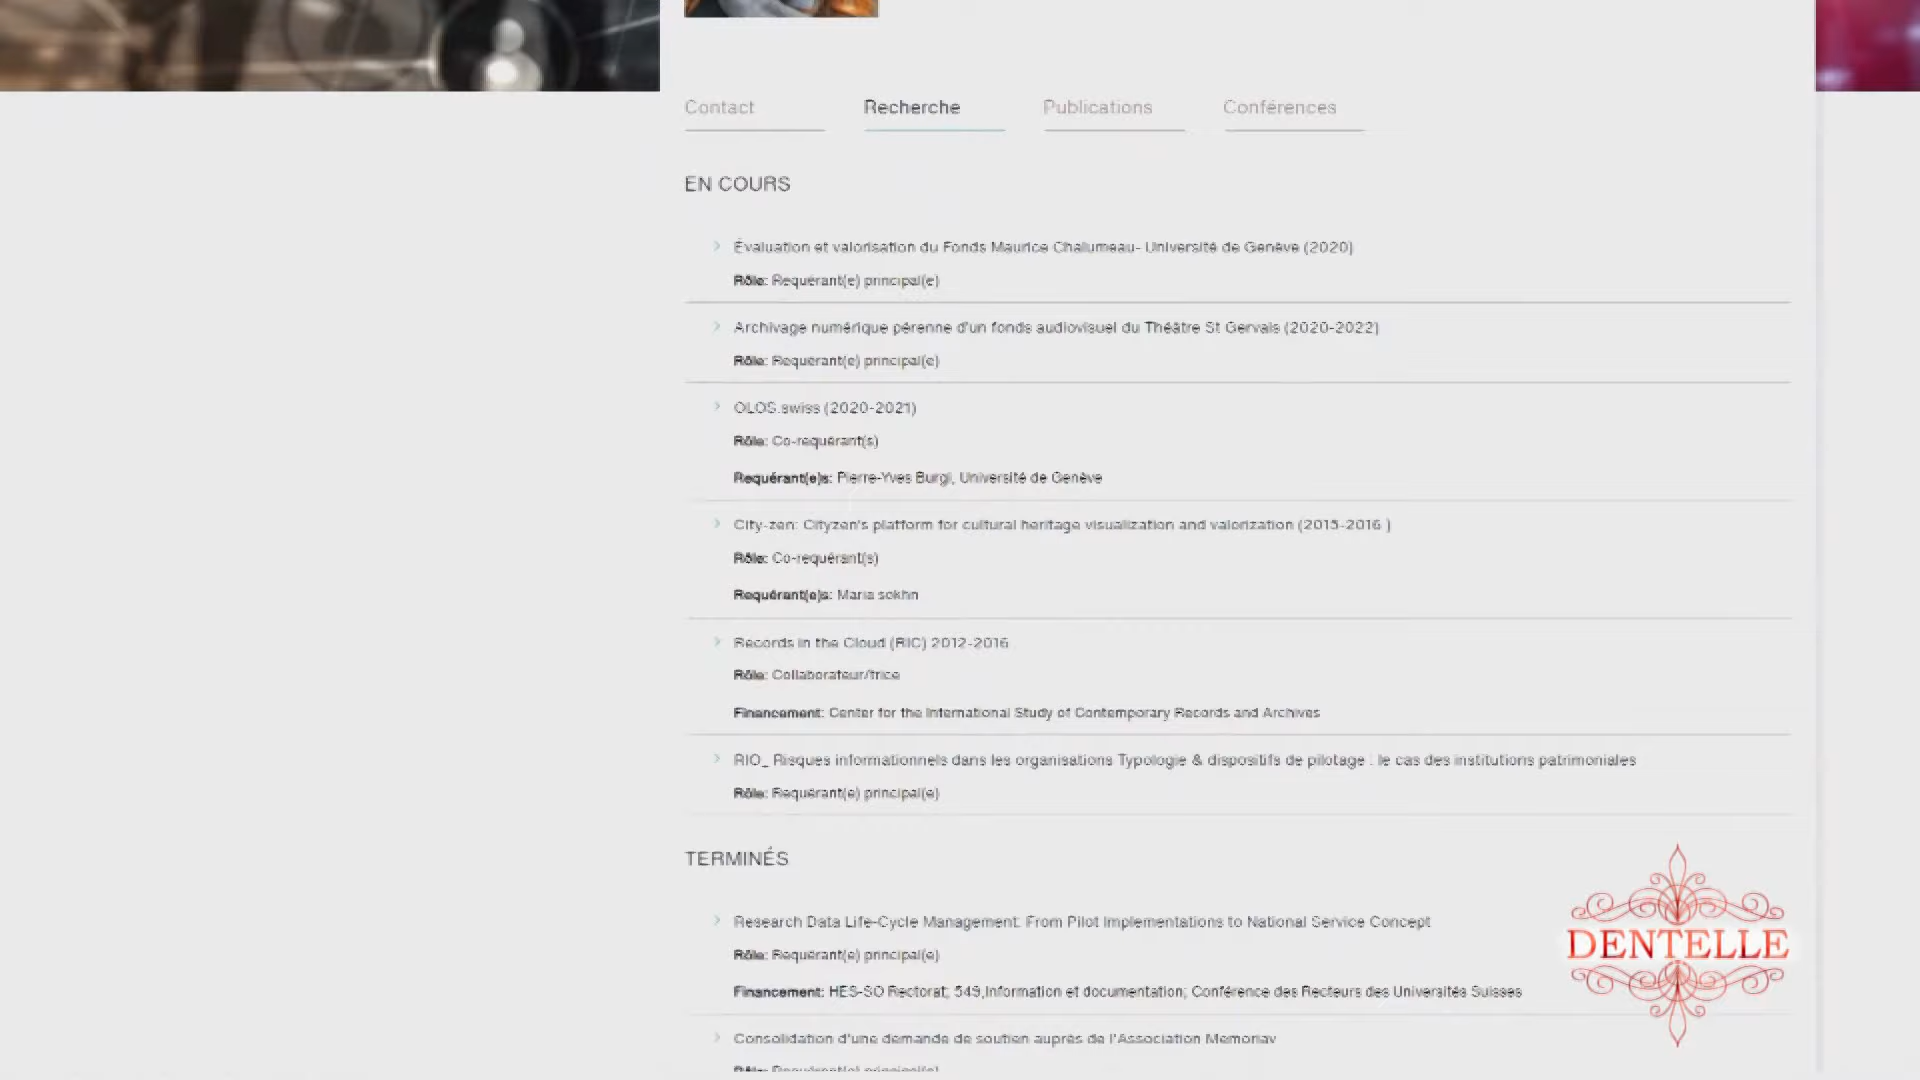 Contact
Recherche
Publications
Conférences
EN COURS
Évaluation et valorisation du Fonds Maurice Chalumeau- Université de Genève (2020)
Rôle: Requérant(e) principal(e)
Archivage numérique pérenne d'un fonds audiovisuel du Théâtre St Gervais (2020-2022)
Rôle: Requérant(e) principal(e)
OLOS.swiss (2020-2021)
Rôle: Co-requérant(s)
Requérant(e)s: Pierre-Yves Burgi, Université de Genève
City-zen: Cityzen's platform for cultural heritage visualization and valorization (2015-2016 )
Rôle: Co-requérant(s)
Requérant(e)s: Maria sokhn
Records in the Cloud (RIC) 2012-2016
Rôle: Collaborateur/trice
Financement: Center for the International Study of Contemporary Records and Archives
RIO_ Risques informationnels dans les organisations Typologie & dispositifs de pilotage : le cas des institutions patrimoniales
Rôle: Requérant(e) principal(e)
TERMINÉS
Research Data Life-Cycle Management: From Pilot Implementations to National Service Concept
Rôle: Requérant(e) principal(e)
Financement: HES-SO Rectorat; 549,Information et documentation; Conférence des Recteurs des Universités Suisses
Consolidation d'une demande de soutien auprès de l'Association Memoriav
Rôle: Requérant(e) principal(e)
DENTELLE